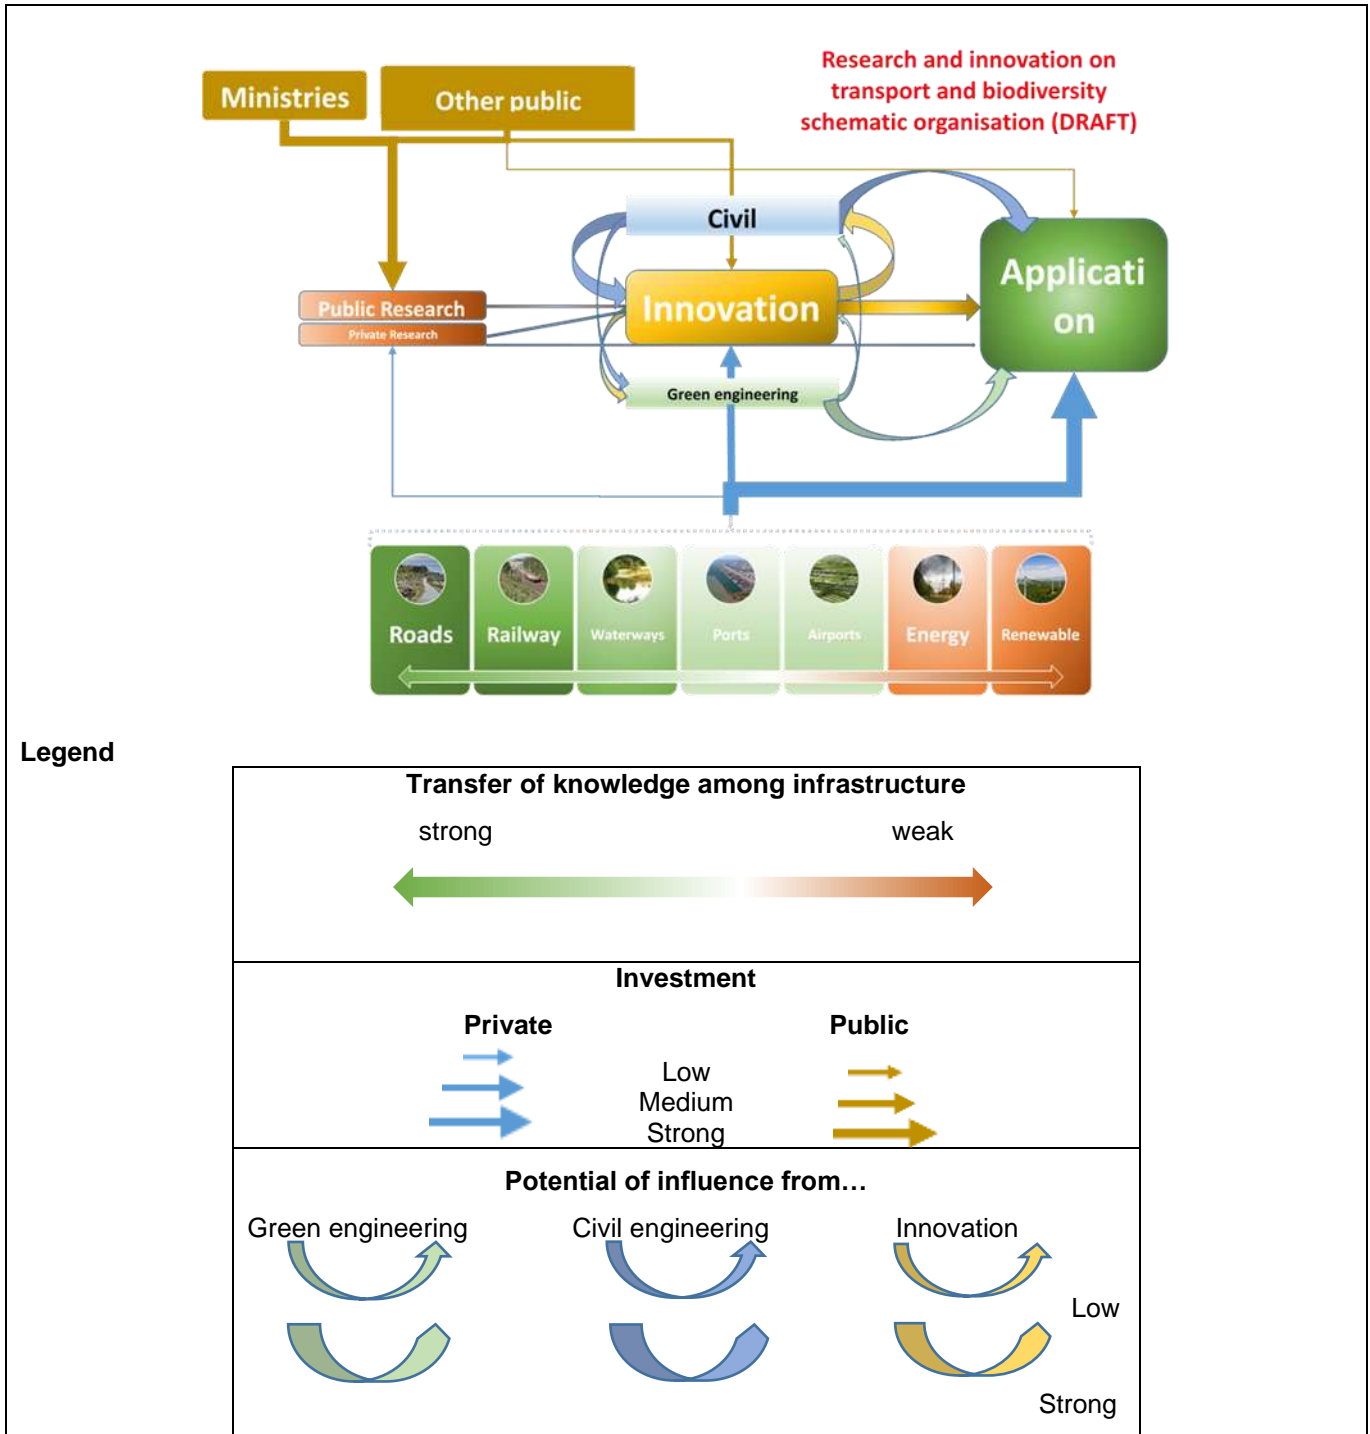 Research and innovation on
transport and biodiversity
schematic organisation (DRAFT)
Ministries
Other public
Civil
Applicati
on
Public Research
Private Research
Innovation
Green engineering
Roads
Railway
Waterways
Ports
Airports
Energy
Renewable
Legend
Transfer of knowledge among infrastructure
strong weak
Investment
Private Public
Low
Medium
Strong
Potential of influence from…
Green engineering Civil engineering Innovation
Low
Strong